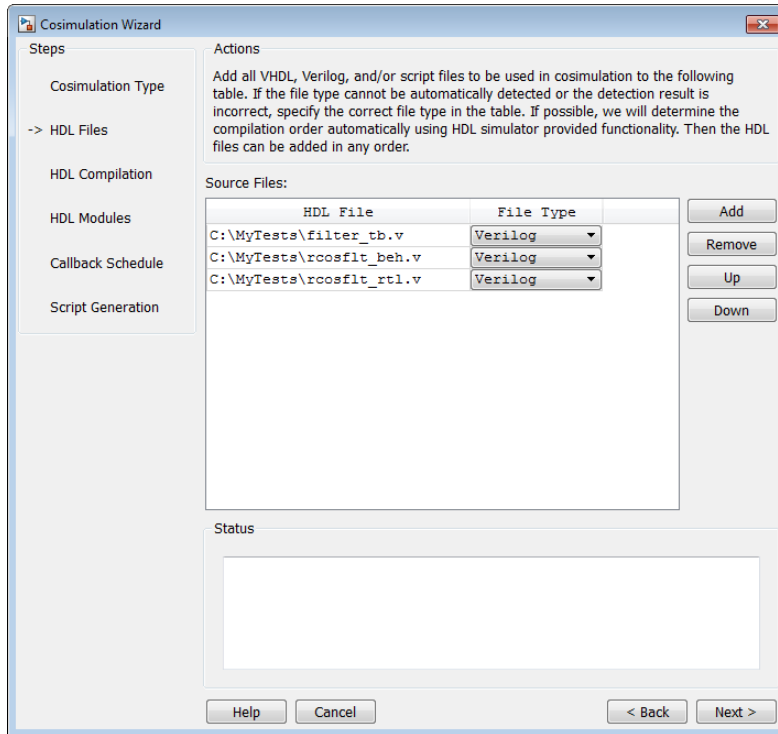 Cosimulation Wizard
Steps
Cosimulation Type
-> HDL Files
HDL Compilation
HDL Modules
Callback Schedule
Script Generation
Actions
Add all VHDL, Verilog, and/or script files to be used in cosimulation to the following
table. If the file type cannot be automatically detected or the detection result is
incorrect, specify the correct file type in the table. If possible, we will determine the
compilation order automatically using HDL simulator provided functionality. Then the HDL
files can be added in any order.
Source Files:
HDL File File Type
C:\MyTests\filter_tb.v Verilog
C:\MyTests\rcosflt_beh.v Verilog
C:\MyTests\rcosflt_rtl.v Verilog
Add
Remove
Up
Down
Status
Help Cancel < Back Next >